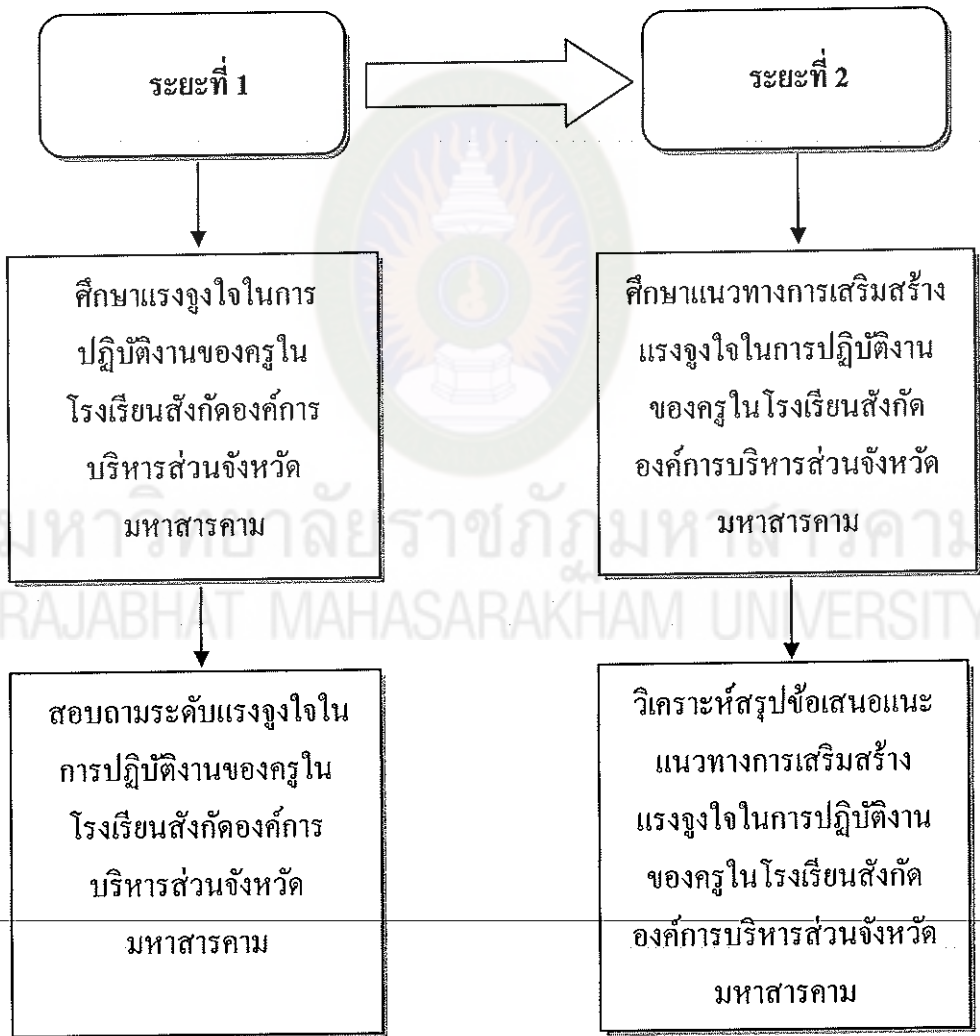 ระยะที่ 1
ระยะที่ 2
ศึกษาแรงจูงใจในการ
ปฏิบัติงานของครูใน
โรงเรียนสังกัดองค์การ
บริหารส่วนจังหวัด
มหาสารคาม
ศึกษาแนวทางการเสริมสร้าง
แรงจูงใจในการปฏิบัติงาน
ของครูในโรงเรียนสังกัด
องค์การบริหารส่วนจังหวัด
มหาสารคาม
มหาวิทยาลัยราชภัฏมหาสารคาม
RAJABHAT MAHASARAKHAM UNIVERSITY
สอบถามระดับแรงจูงใจใน
การปฏิบัติงานของครูใน
โรงเรียนสังกัดองค์การ
บริหารส่วนจังหวัด
มหาสารคาม
วิเคราะห์สรุปข้อเสนอแนะ
แนวทางการเสริมสร้าง
แรงจูงใจในการปฏิบัติงาน
ของครูในโรงเรียนสังกัด
องค์การบริหารส่วนจังหวัด
มหาสารคาม